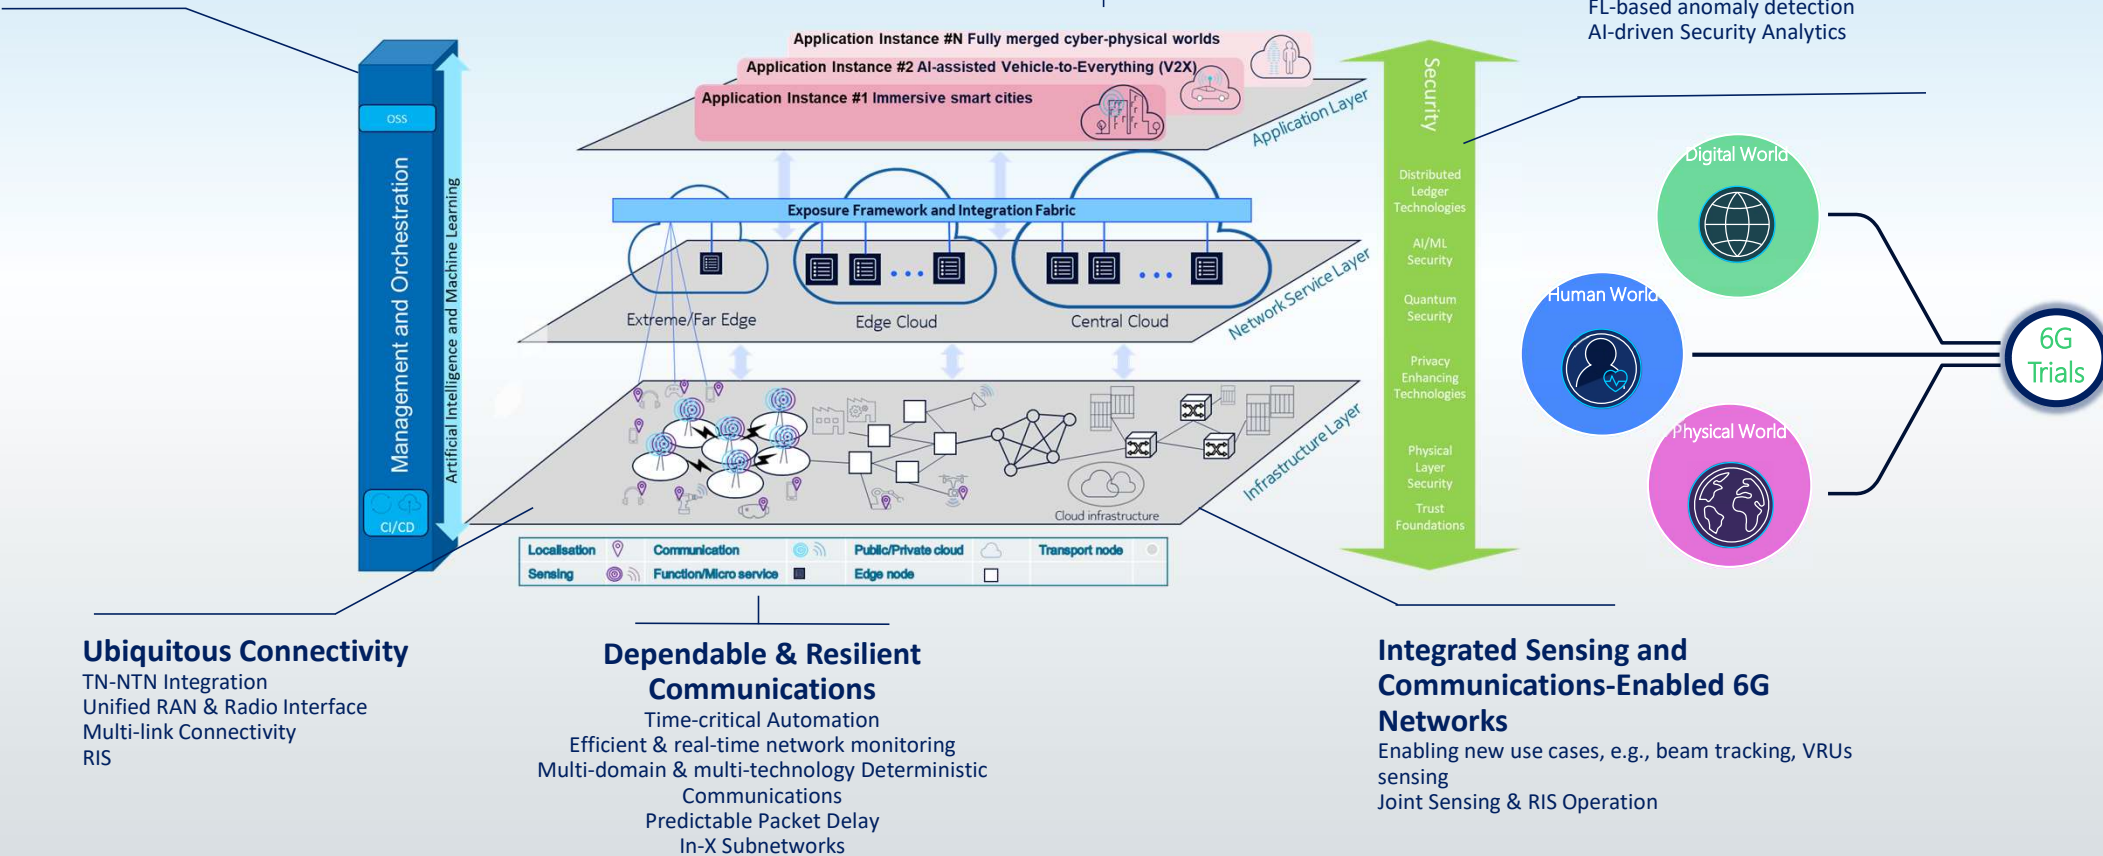 FL-based anomaly detection
AI-driven Security Analytics
OSS
Management and Orchestration
CI/CD
Artificial Intelligence and Machine Learning
Application Instance #N Fully merged cyber-physical worlds
Application Instance #2 AI-assisted Vehicle-to-Everything (V2X)
Application Instance #1 Immersive smart cities
Application Layer
Exposure Framework and Integration Fabric
Extreme/Far Edge
Edge Cloud
Central Cloud
Network Service Layer
Cloud infrastructure
Infrastructure Layer
Localisation
Communication
Public/Private cloud
Transport node
Sensing
Function/Micro service
Edge node
Security
Distributed
Ledger
Technologies
AI/ML
Security
Quantum
Security
Privacy
Enhancing
Technologies
Physical
Layer
Security
Trust
Foundations
Digital World
Human World
Physical World
6G
Trials
Ubiquitous Connectivity
TN-NTN Integration
Unified RAN & Radio Interface
Multi-link Connectivity
RIS
Dependable & Resilient
Communications
Time-critical Automation
Efficient & real-time network monitoring
Multi-domain & multi-technology Deterministic
Communications
Predictable Packet Delay
In-X Subnetworks
Integrated Sensing and
Communications-Enabled 6G
Networks
Enabling new use cases, e.g., beam tracking, VRUs
sensing
Joint Sensing & RIS Operation